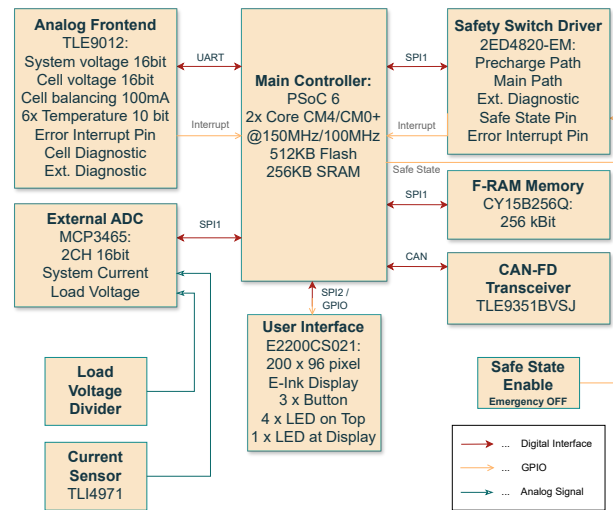 Analog Frontend
TLE9012:
System voltage 16bit
Cell voltage 16bit
Cell balancing 100mA
6x Temperature 10 bit
Error Interrupt Pin
Cell Diagnostic
Ext. Diagnostic
UART
Interrupt
Main Controller:
PSoC 6
2x Core CM4/CM0+
@150MHz/100MHz
512KB Flash
256KB SRAM
SPI1
Interrupt
Safe State
Safety Switch Driver
2ED4820-EM:
Precharge Path
Main Path
Ext. Diagnostic
Safe State Pin
Error Interrupt Pin
External ADC
MCP3465:
2CH 16bit
System Current
Load Voltage
SPI1
SPI1
F-RAM Memory
CY15B256Q:
256 kBit
CAN
CAN-FD
Transceiver
TLE9351BVSJ
SPI2 /
GPIO
User Interface
E2200CS021:
200 x 96 pixel
E-Ink Display
3 x Button
4 x LED on Top
1 x LED at Display
Load
Voltage
Divider
Current
Sensor
TLI4971
Safe State
Enable
Emergency OFF
... Digital Interface
... GPIO
... Analog Signal